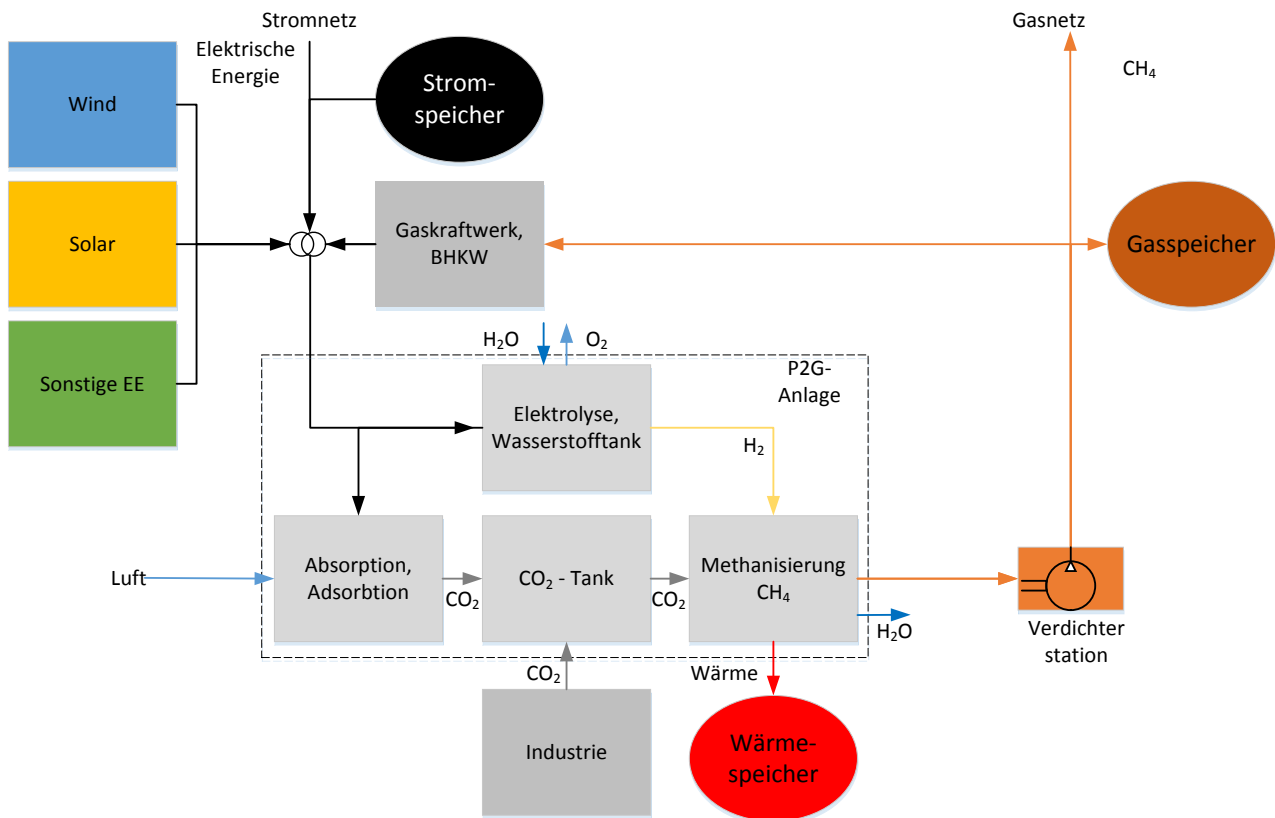 Stromnetz
Gasnetz
Elektrische
Energie
CH₄
Strom-
speicher
Wind
Solar
Gaskraftwerk,
BHKW
Gasspeicher
H₂O
O₂
P2G-
Anlage
Sonstige EE
Elektrolyse,
Wasserstofftank
H₂
Luft
Absorption,
Adsorbtion
CO₂
CO₂ - Tank
CO₂
Methanisierung
CH₄
H₂O
Verdichter
station
CO₂
Wärme
Industrie
Wärme-
speicher